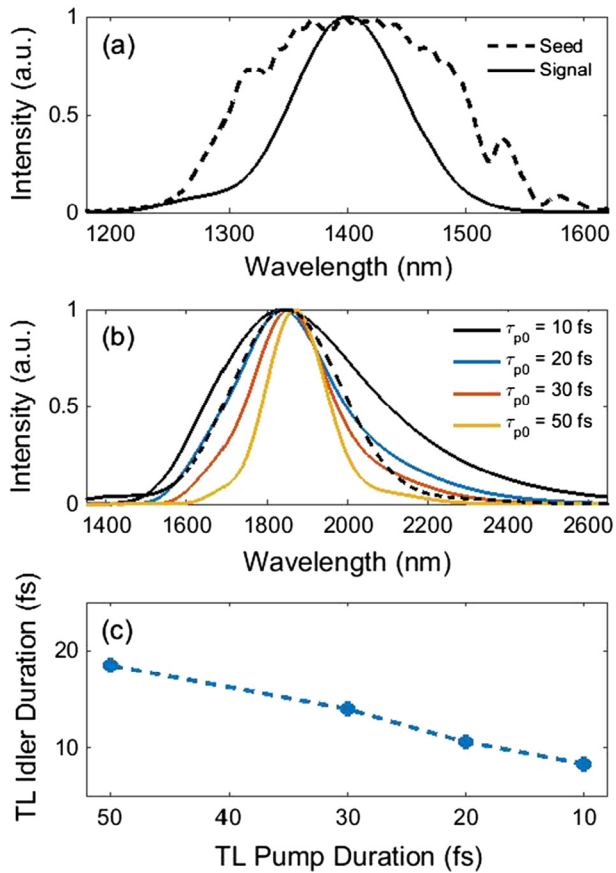 (a)
Seed
Signal
Intensity (a.u.)
1
0.5
0
1200 1300 1400 1500 1600
Wavelength (nm)
(b)
τp0 = 10 fs
τp0 = 20 fs
τp0 = 30 fs
τp0 = 50 fs
Intensity (a.u.)
1
0.5
0
1400 1600 1800 2000 2200 2400 2600
Wavelength (nm)
(c)
TL Idler Duration (fs)
20
10
50 40 30 20 10
TL Pump Duration (fs)